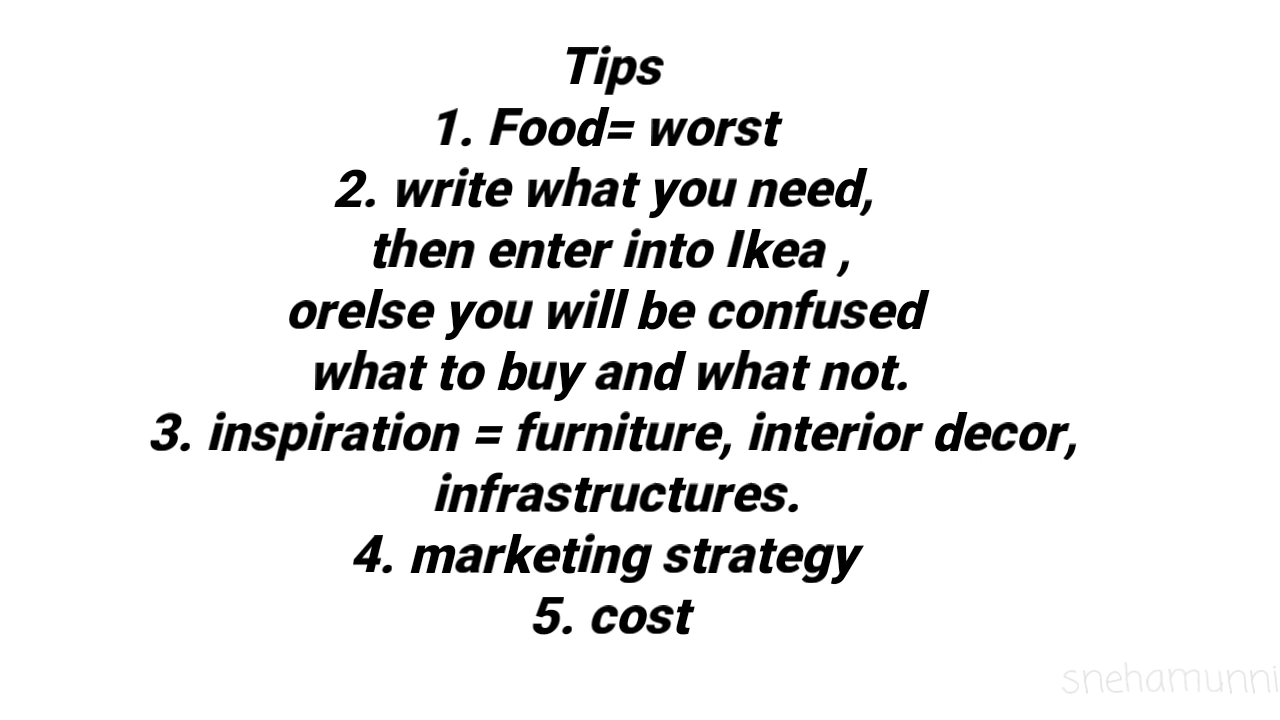 Tips
1. Food= worst
2. write what you need,
then enter into Ikea ,
orelse you will be confused
what to buy and what not.
3. inspiration = furniture, interior decor,
infrastructures.
4. marketing strategy
5. cost
snehamunni